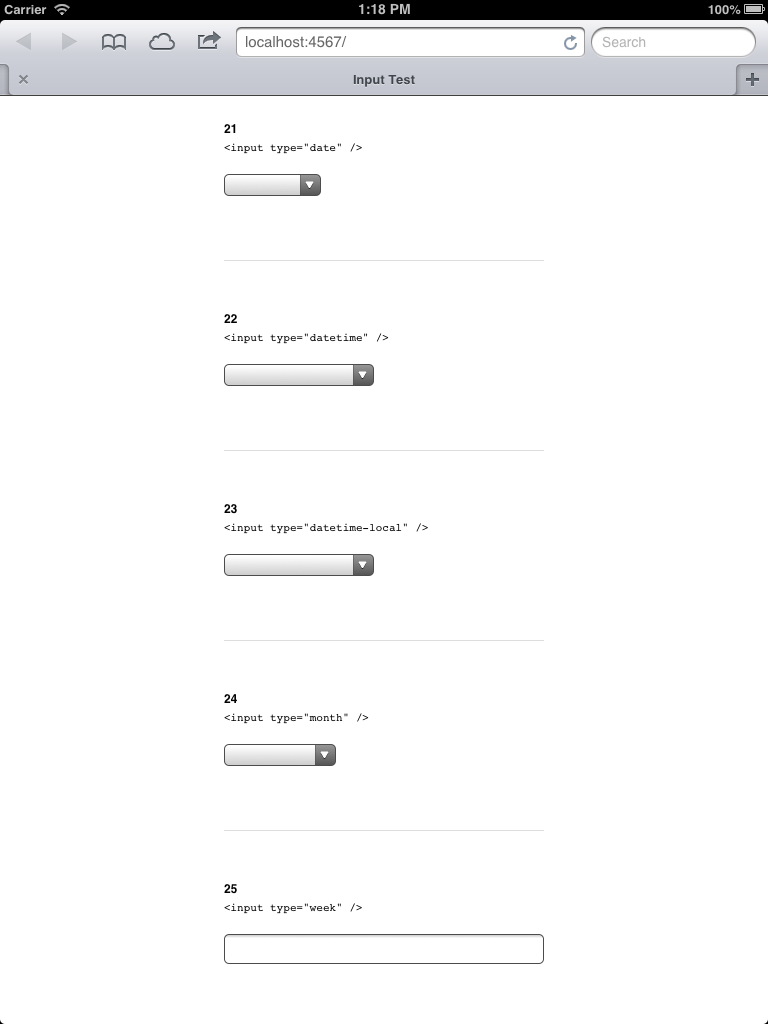 Carrier 1:18 PM 100%
localhost:4567/ Search
Input Test
21
<input type="date" />
22
<input type="datetime" />
23
<input type="datetime-local" />
24
<input type="month" />
25
<input type="week" />